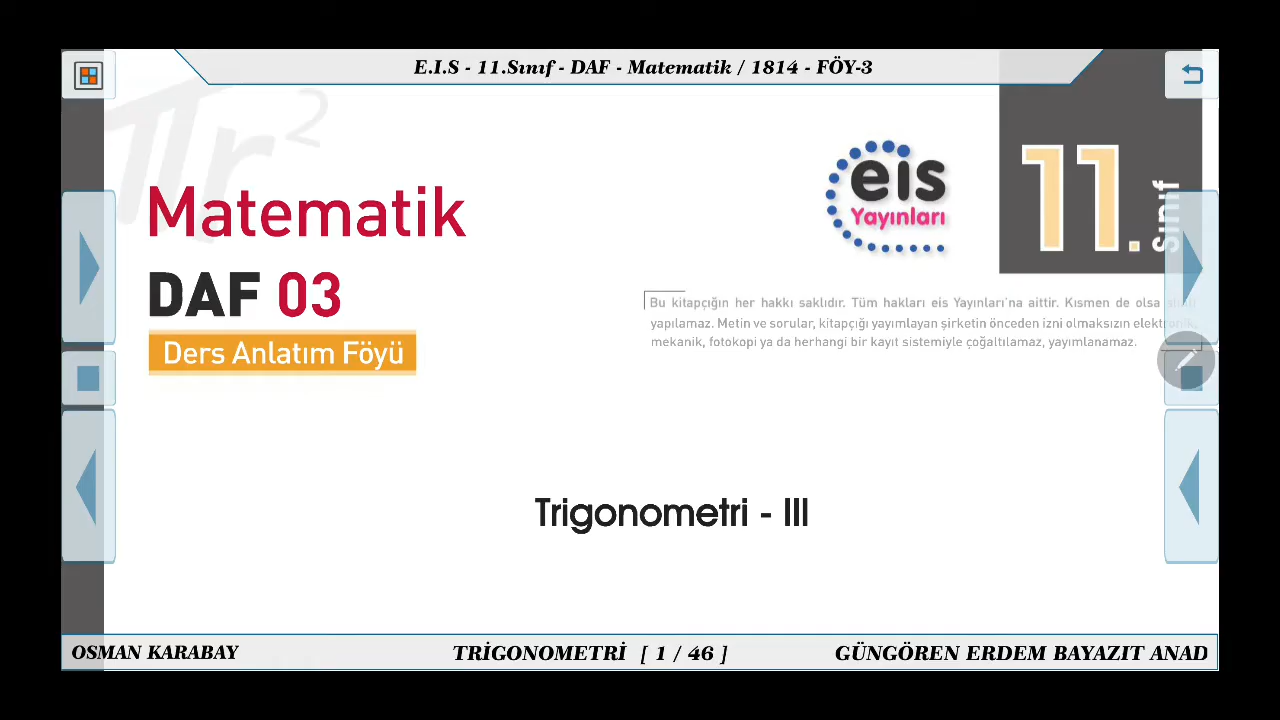 E.I.S - 11.Sınıf - DAF - Matematik / 1814 - FÖY-3
πr²
Matematik
DAF 03
Ders Anlatım Föyü
eis
Yayınları
11.
Sınıf
Bu kitapçığın her hakkı saklıdır. Tüm hakları eis Yayınları'na aittir. Kısmen de olsa
yapılamaz. Metin ve sorular, kitapçığı yayımlayan şirketin önceden izni olmaksızın elektronik,
mekanik, fotokopi ya da herhangi bir kayıt sistemiyle çoğaltılamaz, yayımlanamaz.
Trigonometri - III
OSMAN KARABAY
TRİGONOMETRİ [ 1 / 46 ]
GÜNGÖREN ERDEM BAYAZIT ANAD